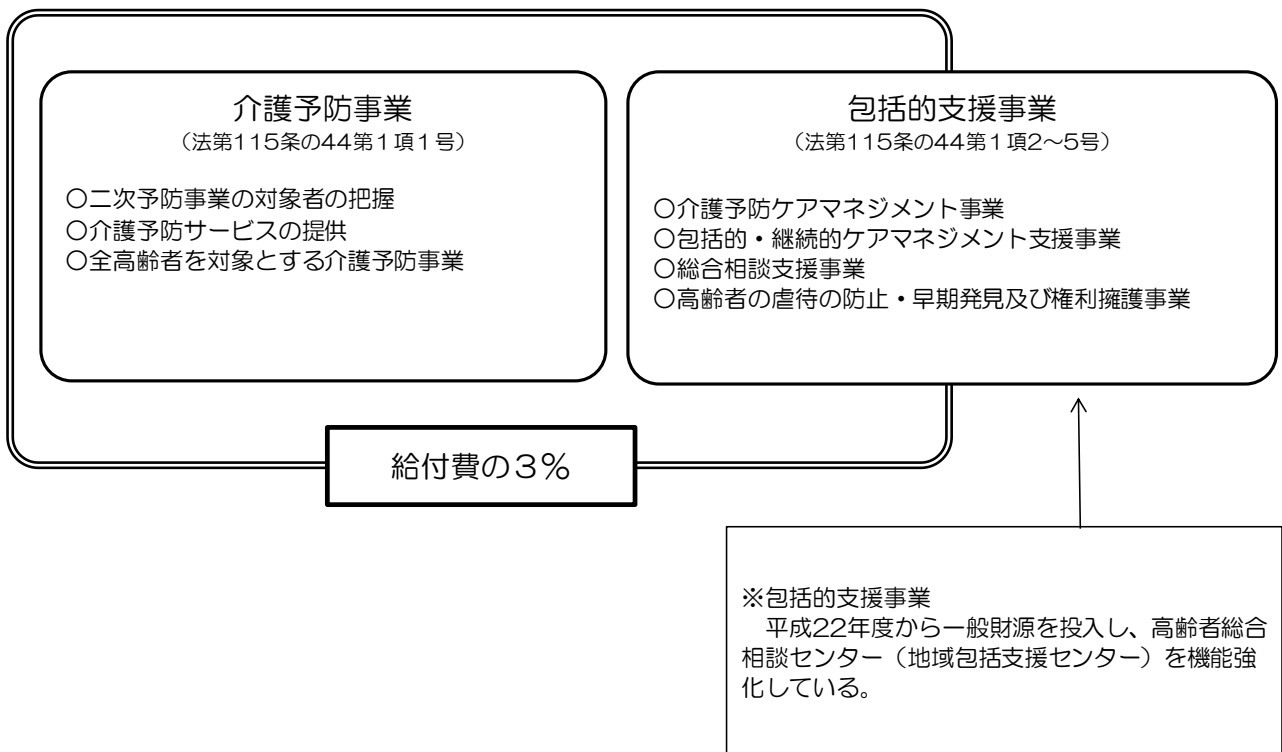 介護予防事業
（法第115条の44第１項１号）
〇二次予防事業の対象者の把握
〇介護予防サービスの提供
〇全高齢者を対象とする介護予防事業
包括的支援事業
（法第115条の44第１項2～5号）
〇介護予防ケアマネジメント事業
〇包括的・継続的ケアマネジメント支援事業
〇総合相談支援事業
〇高齢者の虐待の防止・早期発見及び権利擁護事業
給付費の３％
※包括的支援事業
　平成22年度から一般財源を投入し、高齢者総合
相談センター（地域包括支援センター）を機能強
化している。